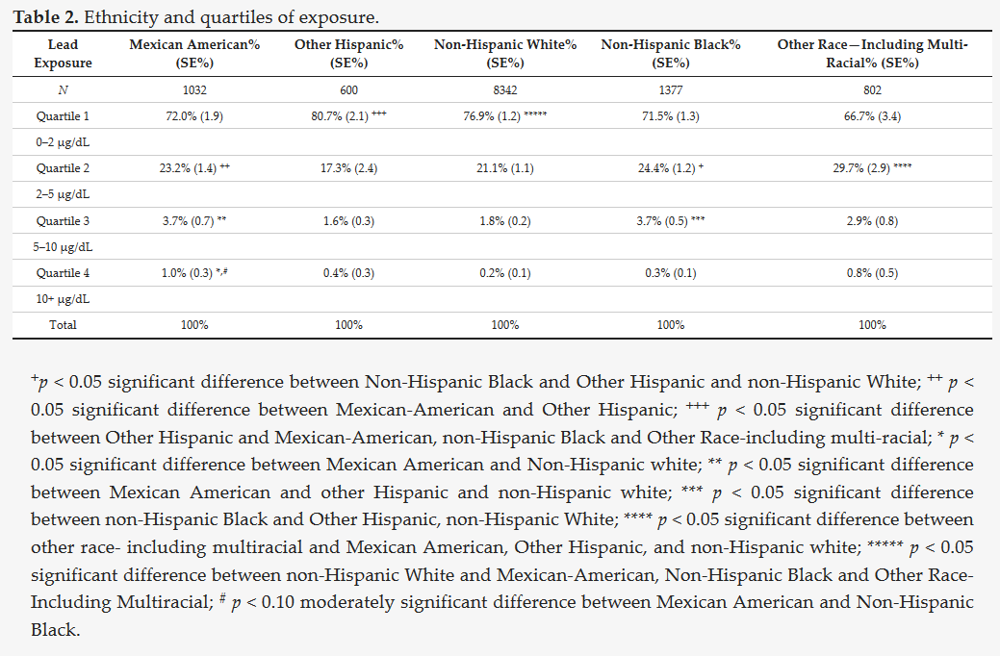 Table 2. Ethnicity and quartiles of exposure.
Lead Exposure Mexican American% (SE%) Other Hispanic% (SE%) Non-Hispanic White% (SE%) Non-Hispanic Black% (SE%) Other Race—Including Multi-Racial% (SE%)
N 1032 600 8342 1377 802
Quartile 1 72.0% (1.9) 80.7% (2.1) +++ 76.9% (1.2) ***** 71.5% (1.3) 66.7% (3.4)
0–2 µg/dL
Quartile 2 23.2% (1.4) ++ 17.3% (2.4) 21.1% (1.1) 24.4% (1.2) + 29.7% (2.9) ****
2–5 µg/dL
Quartile 3 3.7% (0.7) ** 1.6% (0.3) 1.8% (0.2) 3.7% (0.5) *** 2.9% (0.8)
5–10 µg/dL
Quartile 4 1.0% (0.3) *,# 0.4% (0.3) 0.2% (0.1) 0.3% (0.1) 0.8% (0.5)
10+ µg/dL
Total 100% 100% 100% 100% 100%
+p < 0.05 significant difference between Non-Hispanic Black and Other Hispanic and non-Hispanic White; ++ p <
0.05 significant difference between Mexican-American and Other Hispanic; +++ p < 0.05 significant difference
between Other Hispanic and Mexican-American, non-Hispanic Black and Other Race-including multi-racial; * p <
0.05 significant difference between Mexican American and Non-Hispanic white; ** p < 0.05 significant difference
between Mexican American and other Hispanic and non-Hispanic white; *** p < 0.05 significant difference
between non-Hispanic Black and Other Hispanic, non-Hispanic White; **** p < 0.05 significant difference between
other race- including multiracial and Mexican American, Other Hispanic, and non-Hispanic white; ***** p < 0.05
significant difference between non-Hispanic White and Mexican-American, Non-Hispanic Black and Other Race-
Including Multiracial; # p < 0.10 moderately significant difference between Mexican American and Non-Hispanic
Black.